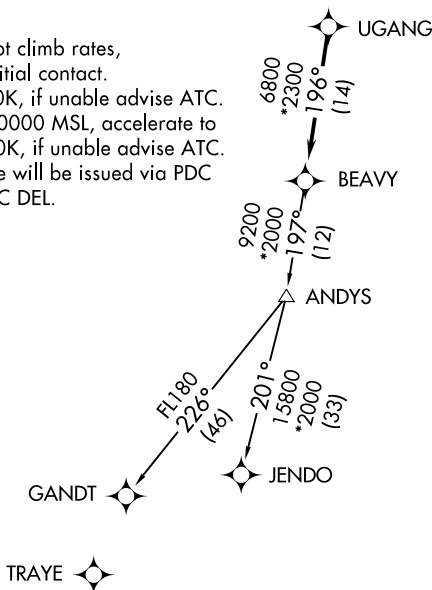 pt climb rates,
itial contact.
0K, if unable advise ATC.
0000 MSL, accelerate to
0K, if unable advise ATC.
e will be issued via PDC
C DEL.
UGANG
6800
*2300
196°
(14)
BEAVY
9200
*2000
197°
(12)
ANDYS
FL180
226°
(46)
201°
15800
*2000
(33)
GANDT
JENDO
TRAYE